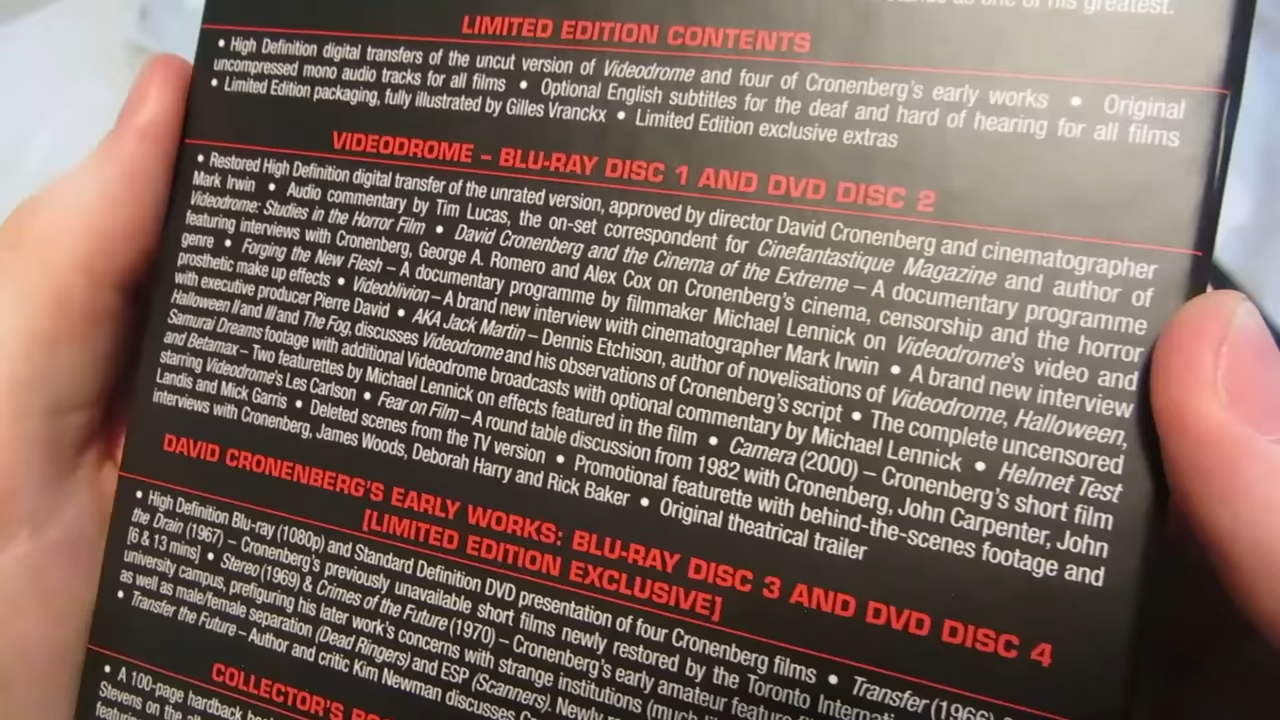 as one of his greatest.
LIMITED EDITION CONTENTS
• High Definition digital transfers of the uncut version of Videodrome and four of Cronenberg's early works • Original
uncompressed mono audio tracks for all films • Optional English subtitles for the deaf and hard of hearing for all films
• Limited Edition packaging, fully illustrated by Gilles Vranckx • Limited Edition exclusive extras
VIDEODROME – BLU-RAY DISC 1 AND DVD DISC 2
• Restored High Definition digital transfer of the unrated version, approved by director David Cronenberg and cinematographer
Mark Irwin • Audio commentary by Tim Lucas, the on-set correspondent for Cinefantastique Magazine and author of
Videodrome: Studies in the Horror Film • David Cronenberg and the Cinema of the Extreme – A documentary programme
featuring interviews with Cronenberg, George A. Romero and Alex Cox on Cronenberg's cinema, censorship and the horror
genre • Forging the New Flesh – A documentary programme by filmmaker Michael Lennick on Videodrome's video and
prosthetic make up effects • Videoblivion – A brand new interview with cinematographer Mark Irwin • A brand new interview
with executive producer Pierre David • AKA Jack Martin – Dennis Etchison, author of novelisations of Videodrome, Halloween,
Halloween II and III and The Fog, discusses Videodrome and his observations of Cronenberg's script • The complete uncensored
Samurai Dreams footage with additional Videodrome broadcasts with optional commentary by Michael Lennick • Helmet Test
and Betamax – Two featurettes by Michael Lennick on effects featured in the film • Camera (2000) – Cronenberg's short film
starring Videodrome's Les Carlson • Fear on Film – A round table discussion from 1982 with Cronenberg, John Carpenter, John
Landis and Mick Garris • Deleted scenes from the TV version • Promotional featurette with behind-the-scenes footage and
interviews with Cronenberg, James Woods, Deborah Harry and Rick Baker • Original theatrical trailer
DAVID CRONENBERG'S EARLY WORKS: BLU-RAY DISC 3 AND DVD DISC 4
[LIMITED EDITION EXCLUSIVE]
• High Definition Blu-ray (1080p) and Standard Definition DVD presentation of four Cronenberg films • Transfer (1966)
the Drain (1967) – Cronenberg's previously unavailable short films newly restored by the Toronto
[6 & 13 mins] • Stereo (1969) & Crimes of the Future (1970) – Cronenberg's early amateur feature
university campus, prefiguring his later work's concerns with strange institutions (much
as well as male/female separation (Dead Ringers) and ESP (Scanners). Newly
• Transfer the Future – Author and critic Kim Newman discusses
COLLECTOR'S
• A 100-page hardback
Stevens on the